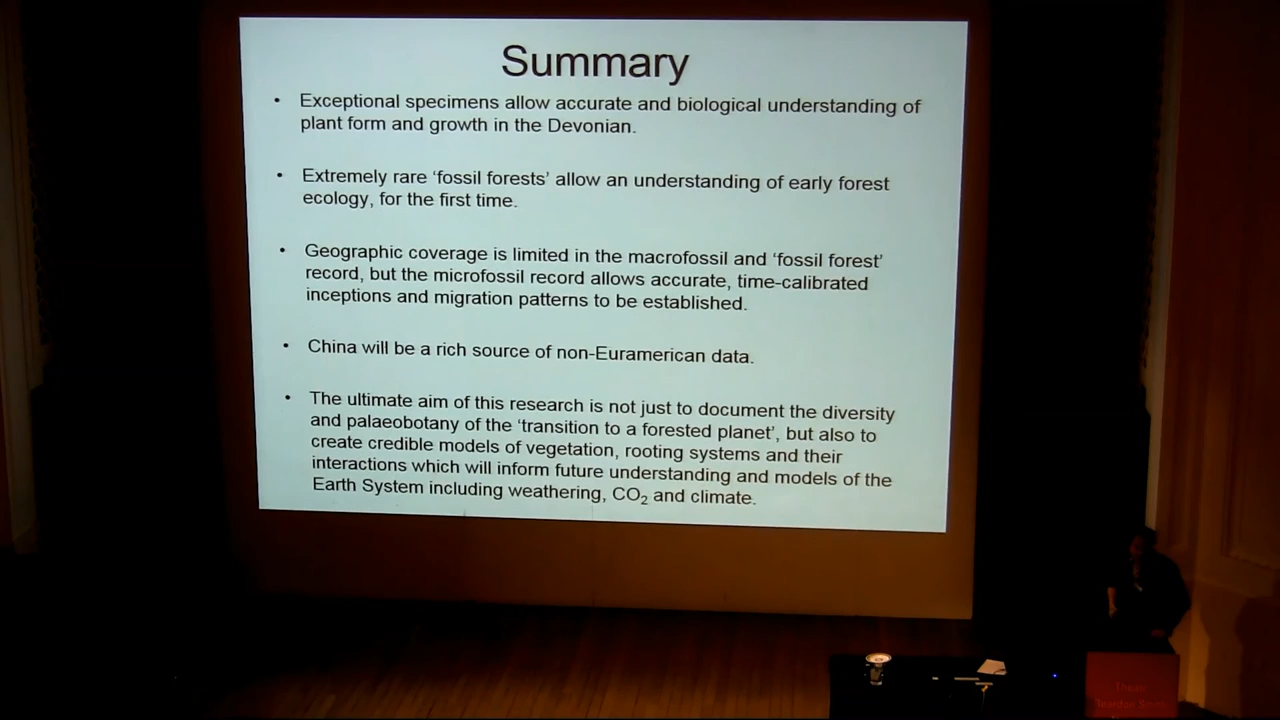 Summary
• Exceptional specimens allow accurate and biological understanding of
plant form and growth in the Devonian.
• Extremely rare ‘fossil forests’ allow an understanding of early forest
ecology, for the first time.
• Geographic coverage is limited in the macrofossil and ‘fossil forest’
record, but the microfossil record allows accurate, time-calibrated
inceptions and migration patterns to be established.
• China will be a rich source of non-Euramerican data.
• The ultimate aim of this research is not just to document the diversity
and palaeobotany of the ‘transition to a forested planet’, but also to
create credible models of vegetation, rooting systems and their
interactions which will inform future understanding and models of the
Earth System including weathering, CO₂ and climate.